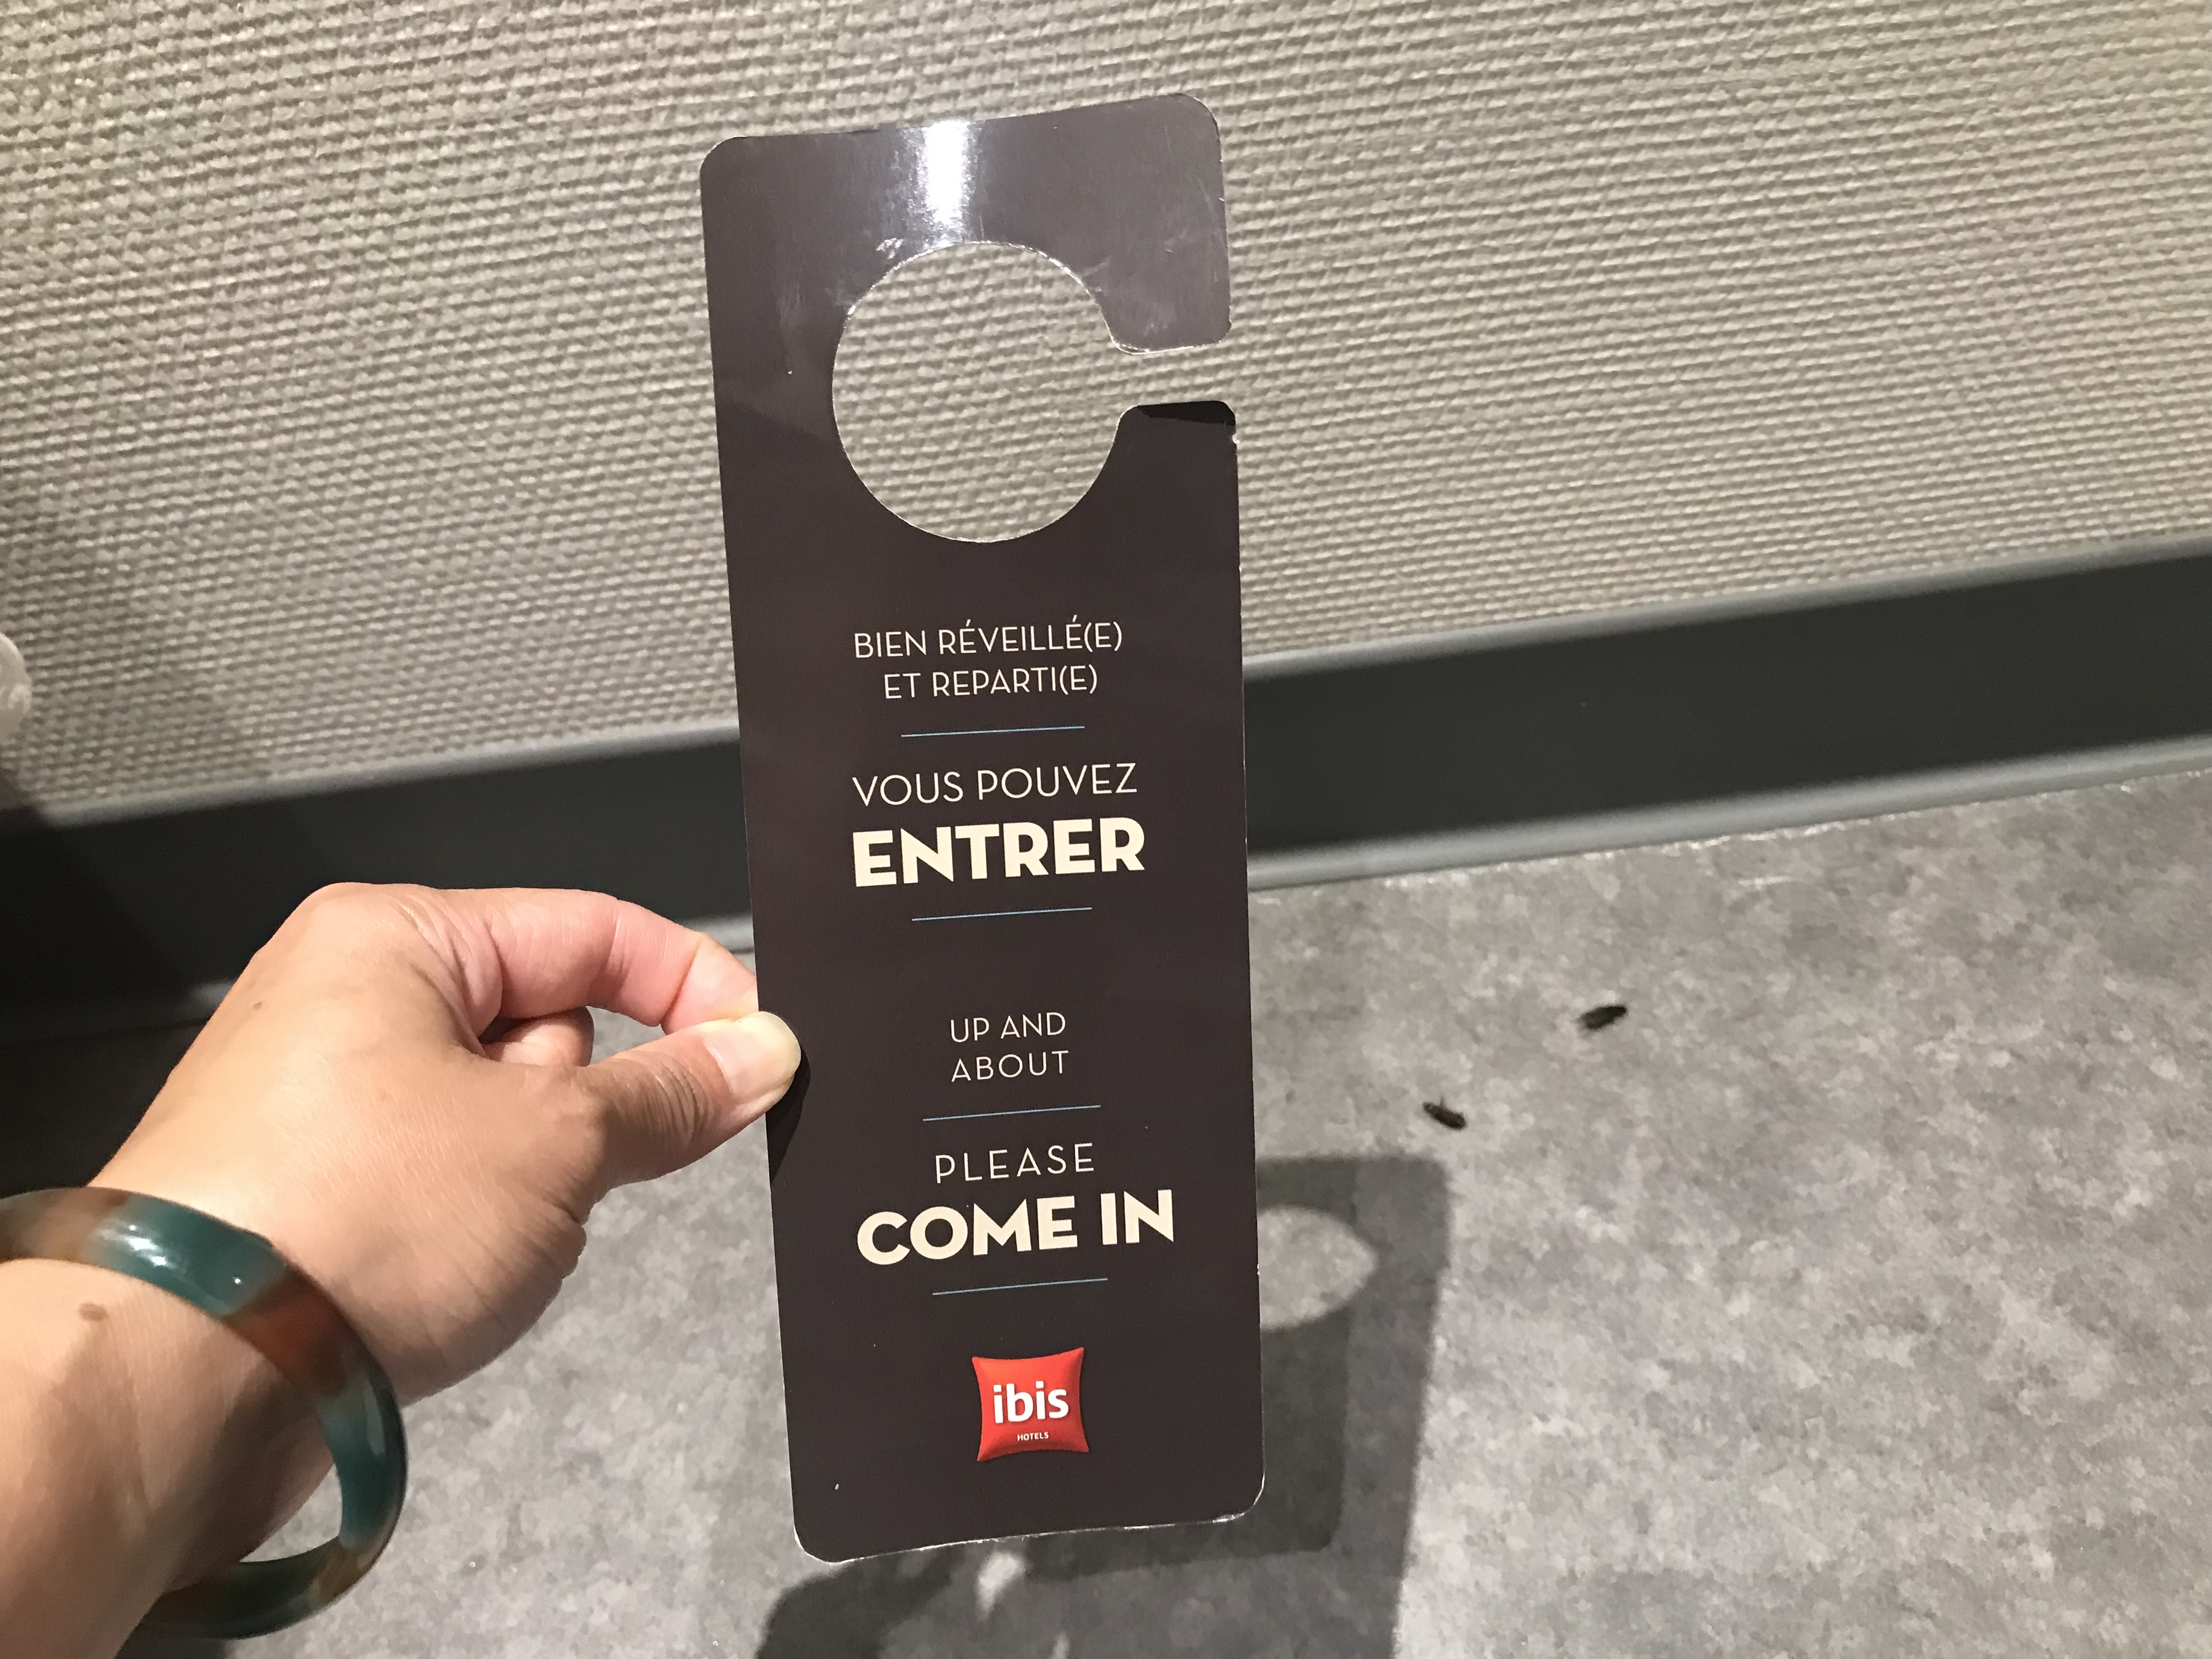 BIEN RÉVEILLÉ(E)
ET REPARTI(E)
VOUS POUVEZ
ENTRER
UP AND
ABOUT
PLEASE
COME IN
ibis
HOTELS